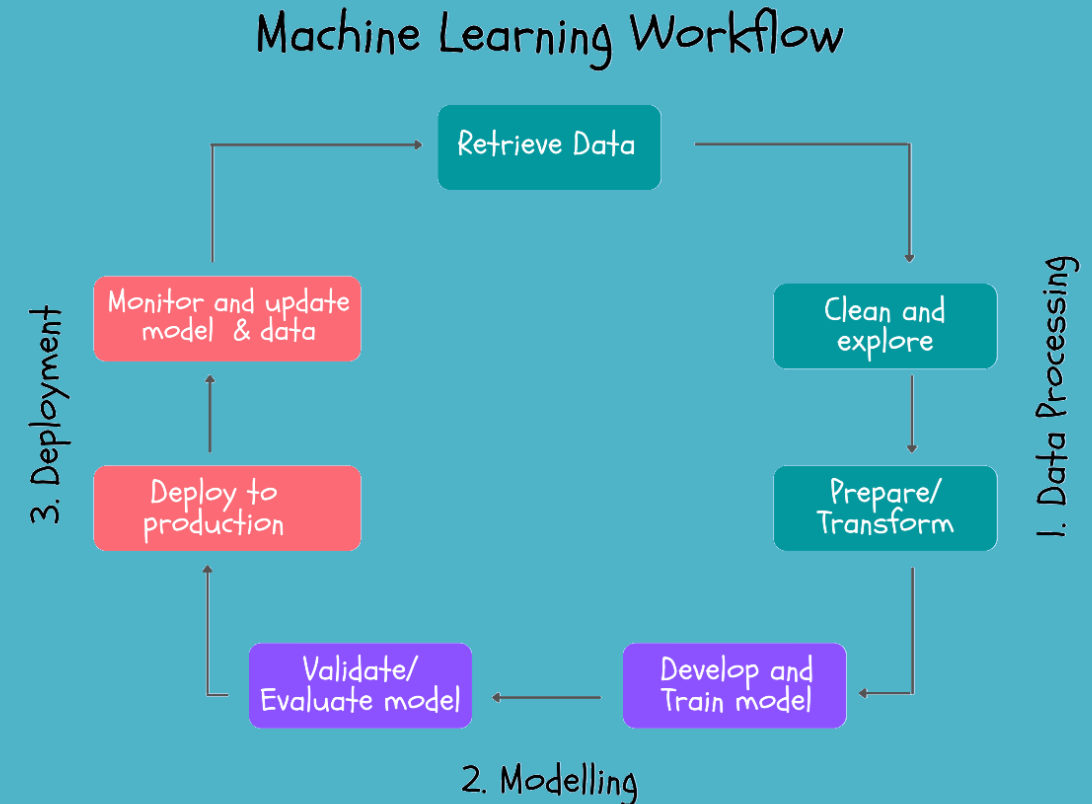 Machine Learning Workflow
Retrieve Data
Clean and
explore
1. Data Processing
Prepare/
Transform
Develop and
Train model
2. Modelling
Validate/
Evaluate model
Deploy to
production
3. Deployment
Monitor and update
model & data